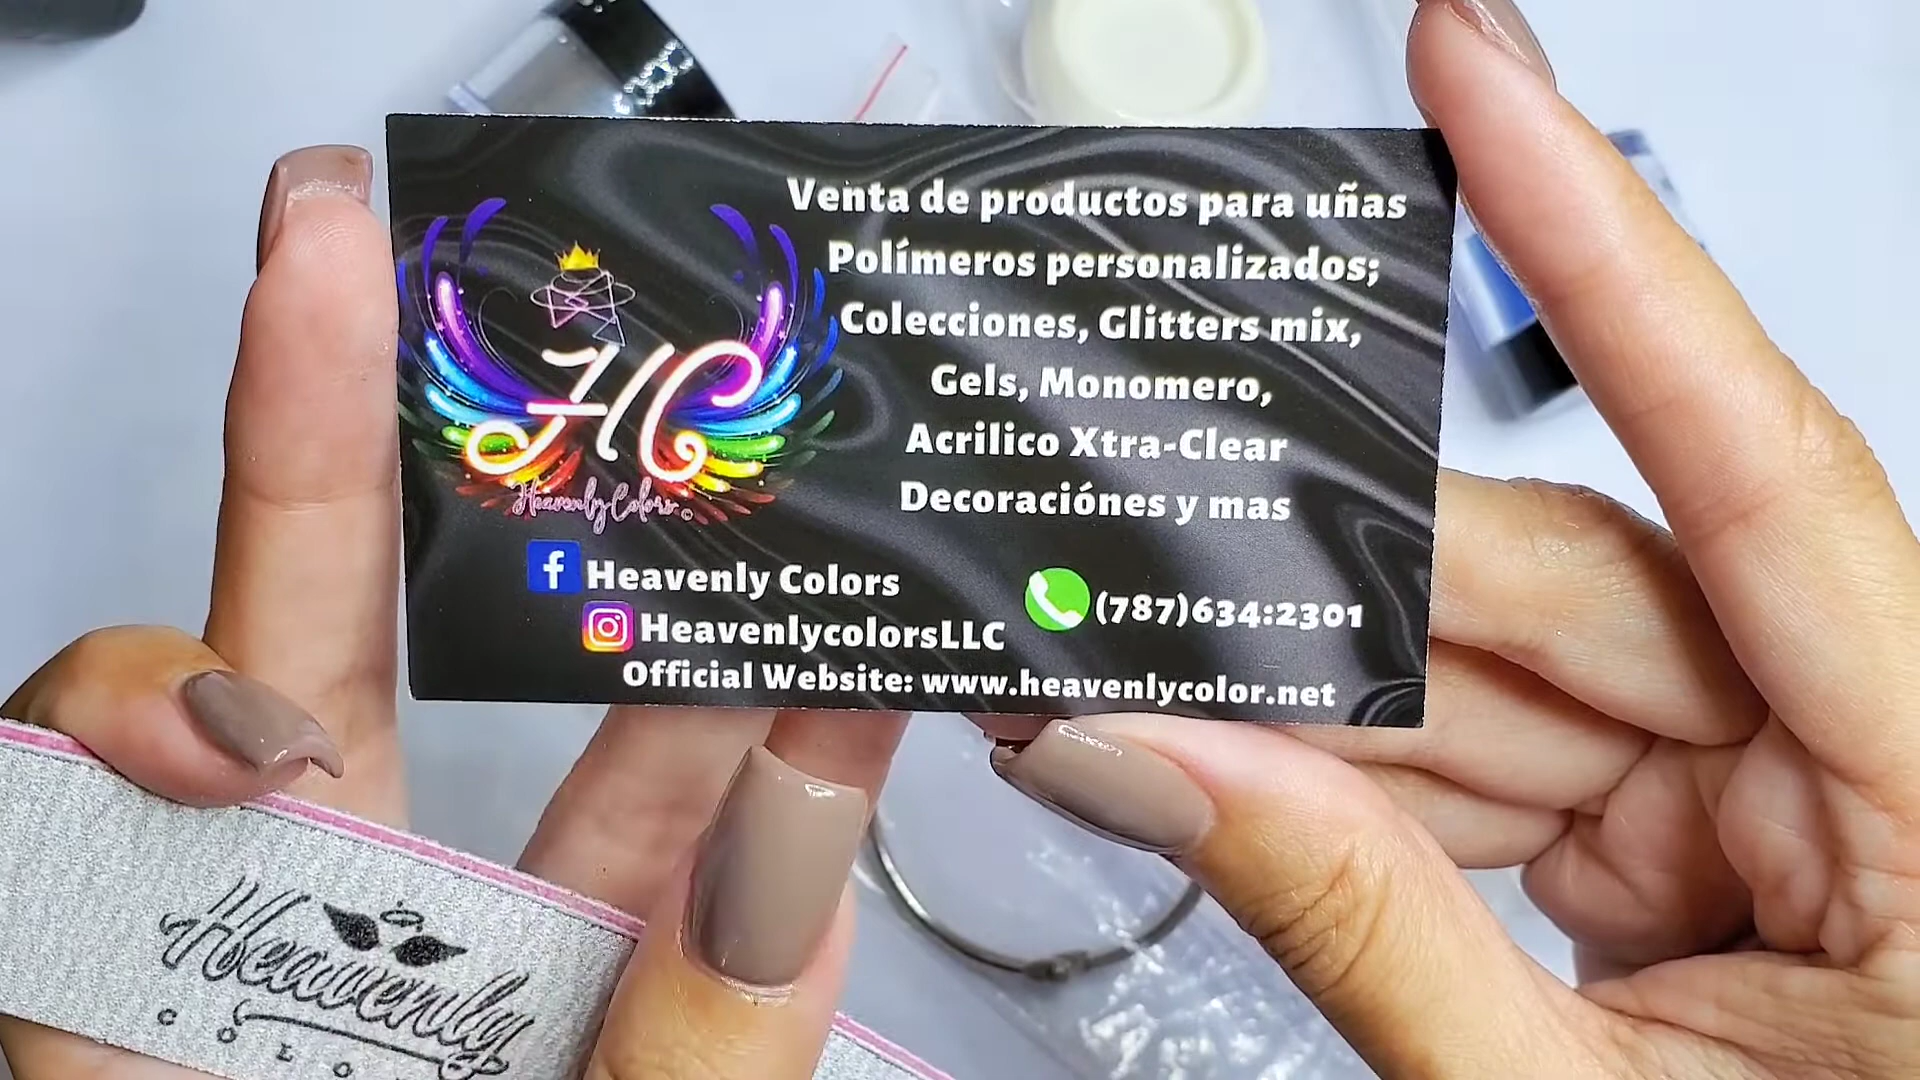 Venta de productos para uñas
Polímeros personalizados;
Colecciones, Glitters mix,
Gels, Monomero,
Acrilico Xtra-Clear
Decoraciónes y mas
HC
Heavenly Colors ©
Heavenly Colors
HeavenlycolorsLLC
(787)634:2301
Official Website: www.heavenlycolor.net
Heavenly